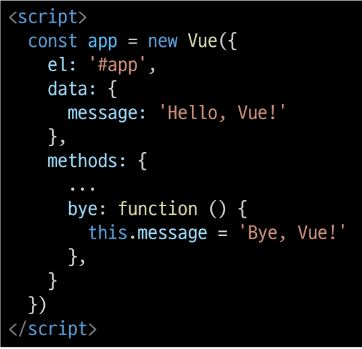 <script>
  const app = new Vue({
    el: '#app',
    data: {
      message: 'Hello, Vue!'
    },
    methods: {
      ...
      bye: function () {
        this.message = 'Bye, Vue!'
      },
    }
  })
</script>